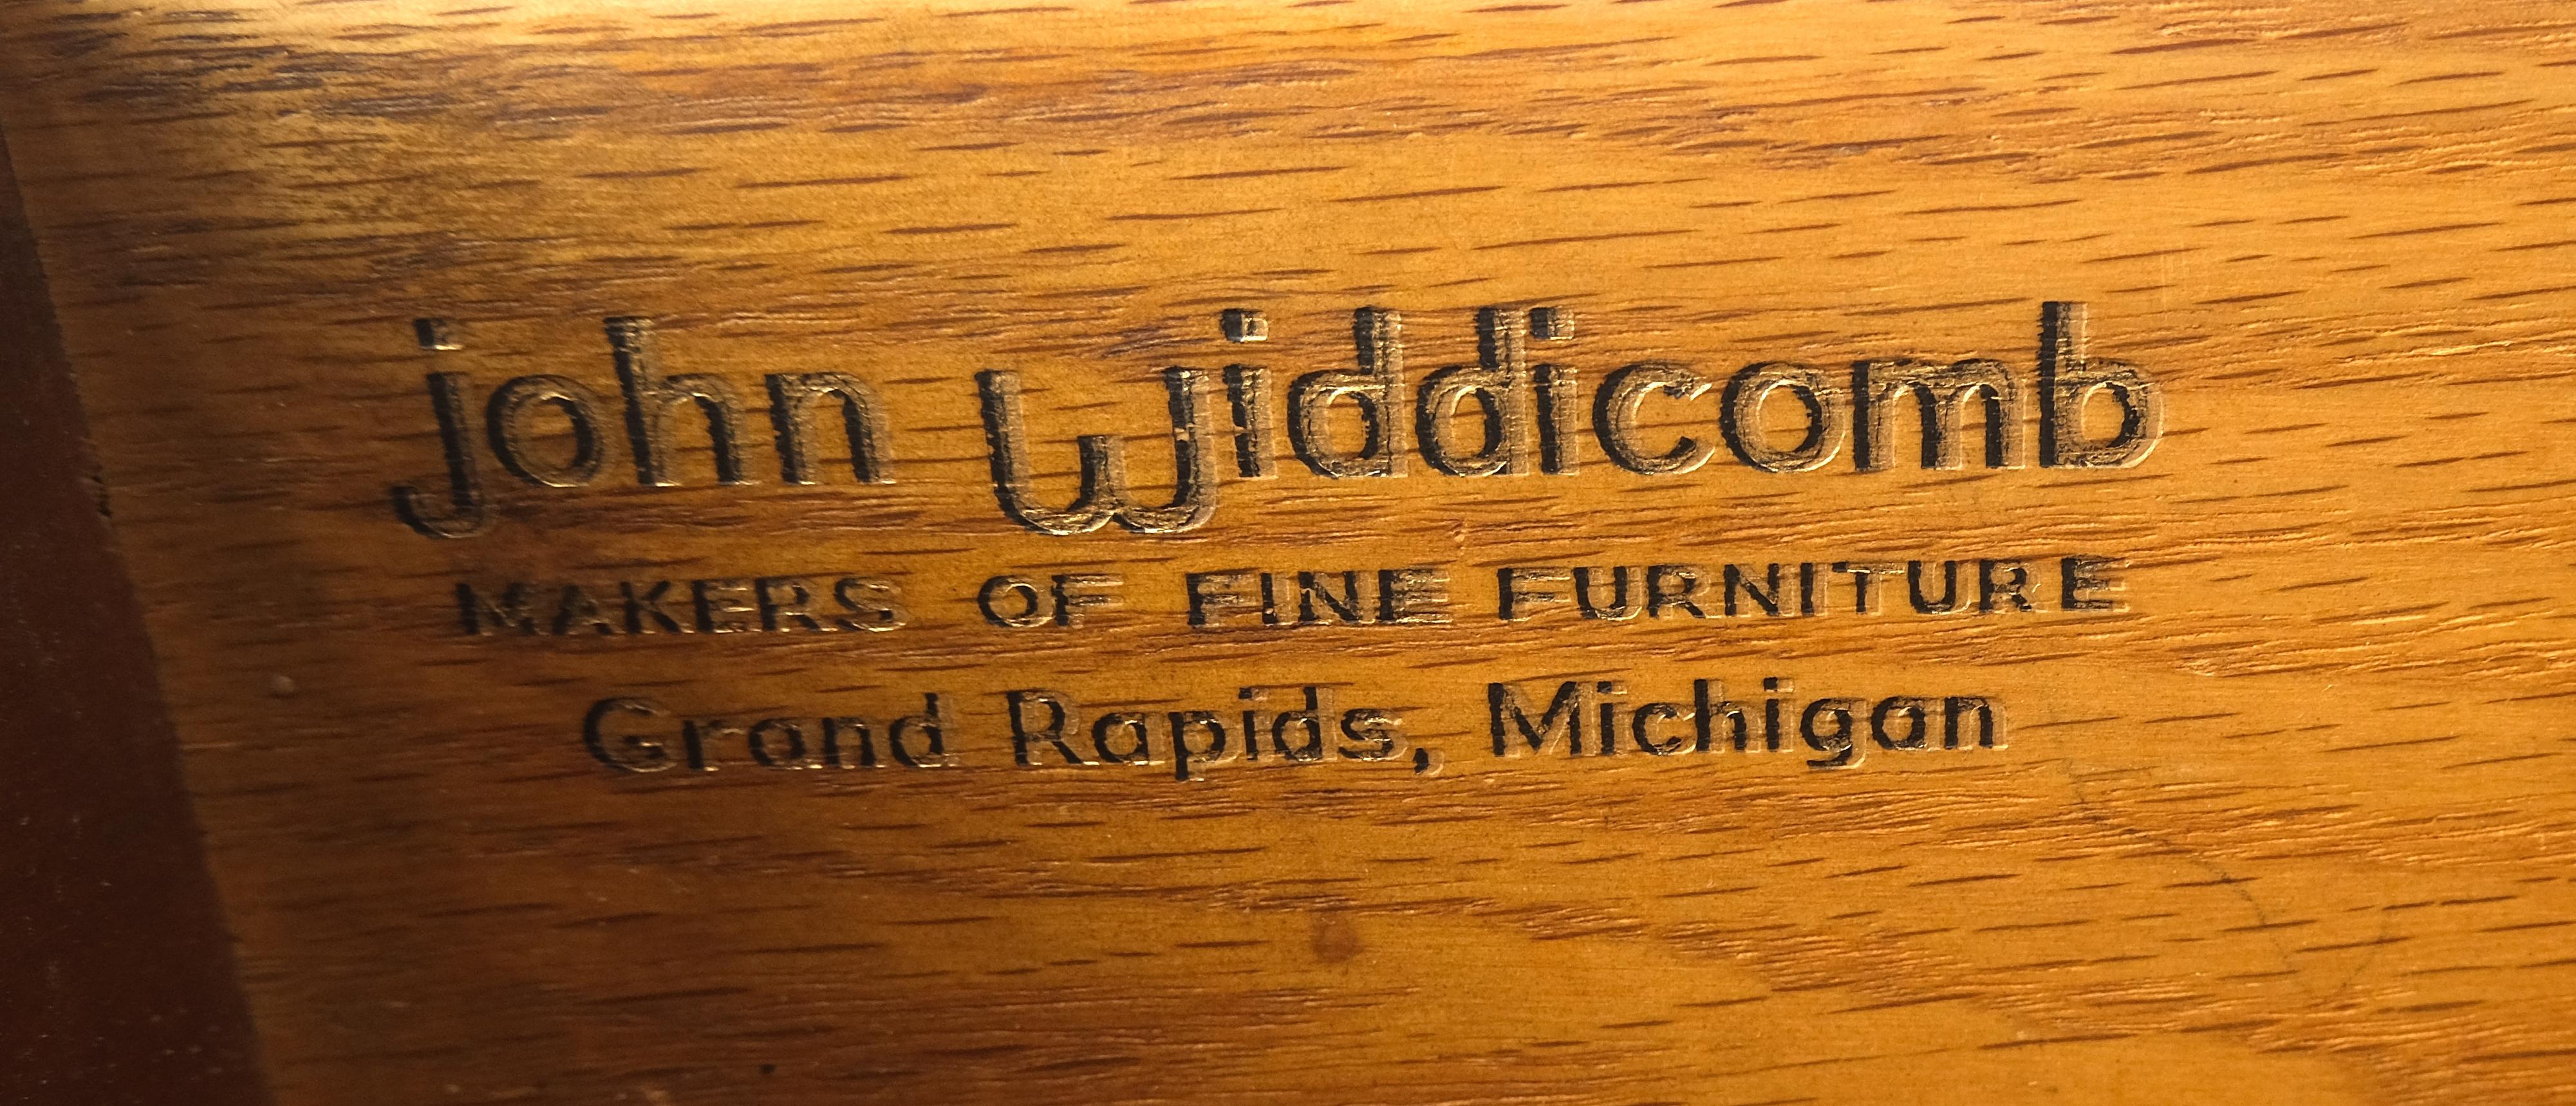 john Widdicomb
MAKERS OF FINE FURNITURE
Grand Rapids, Michigan